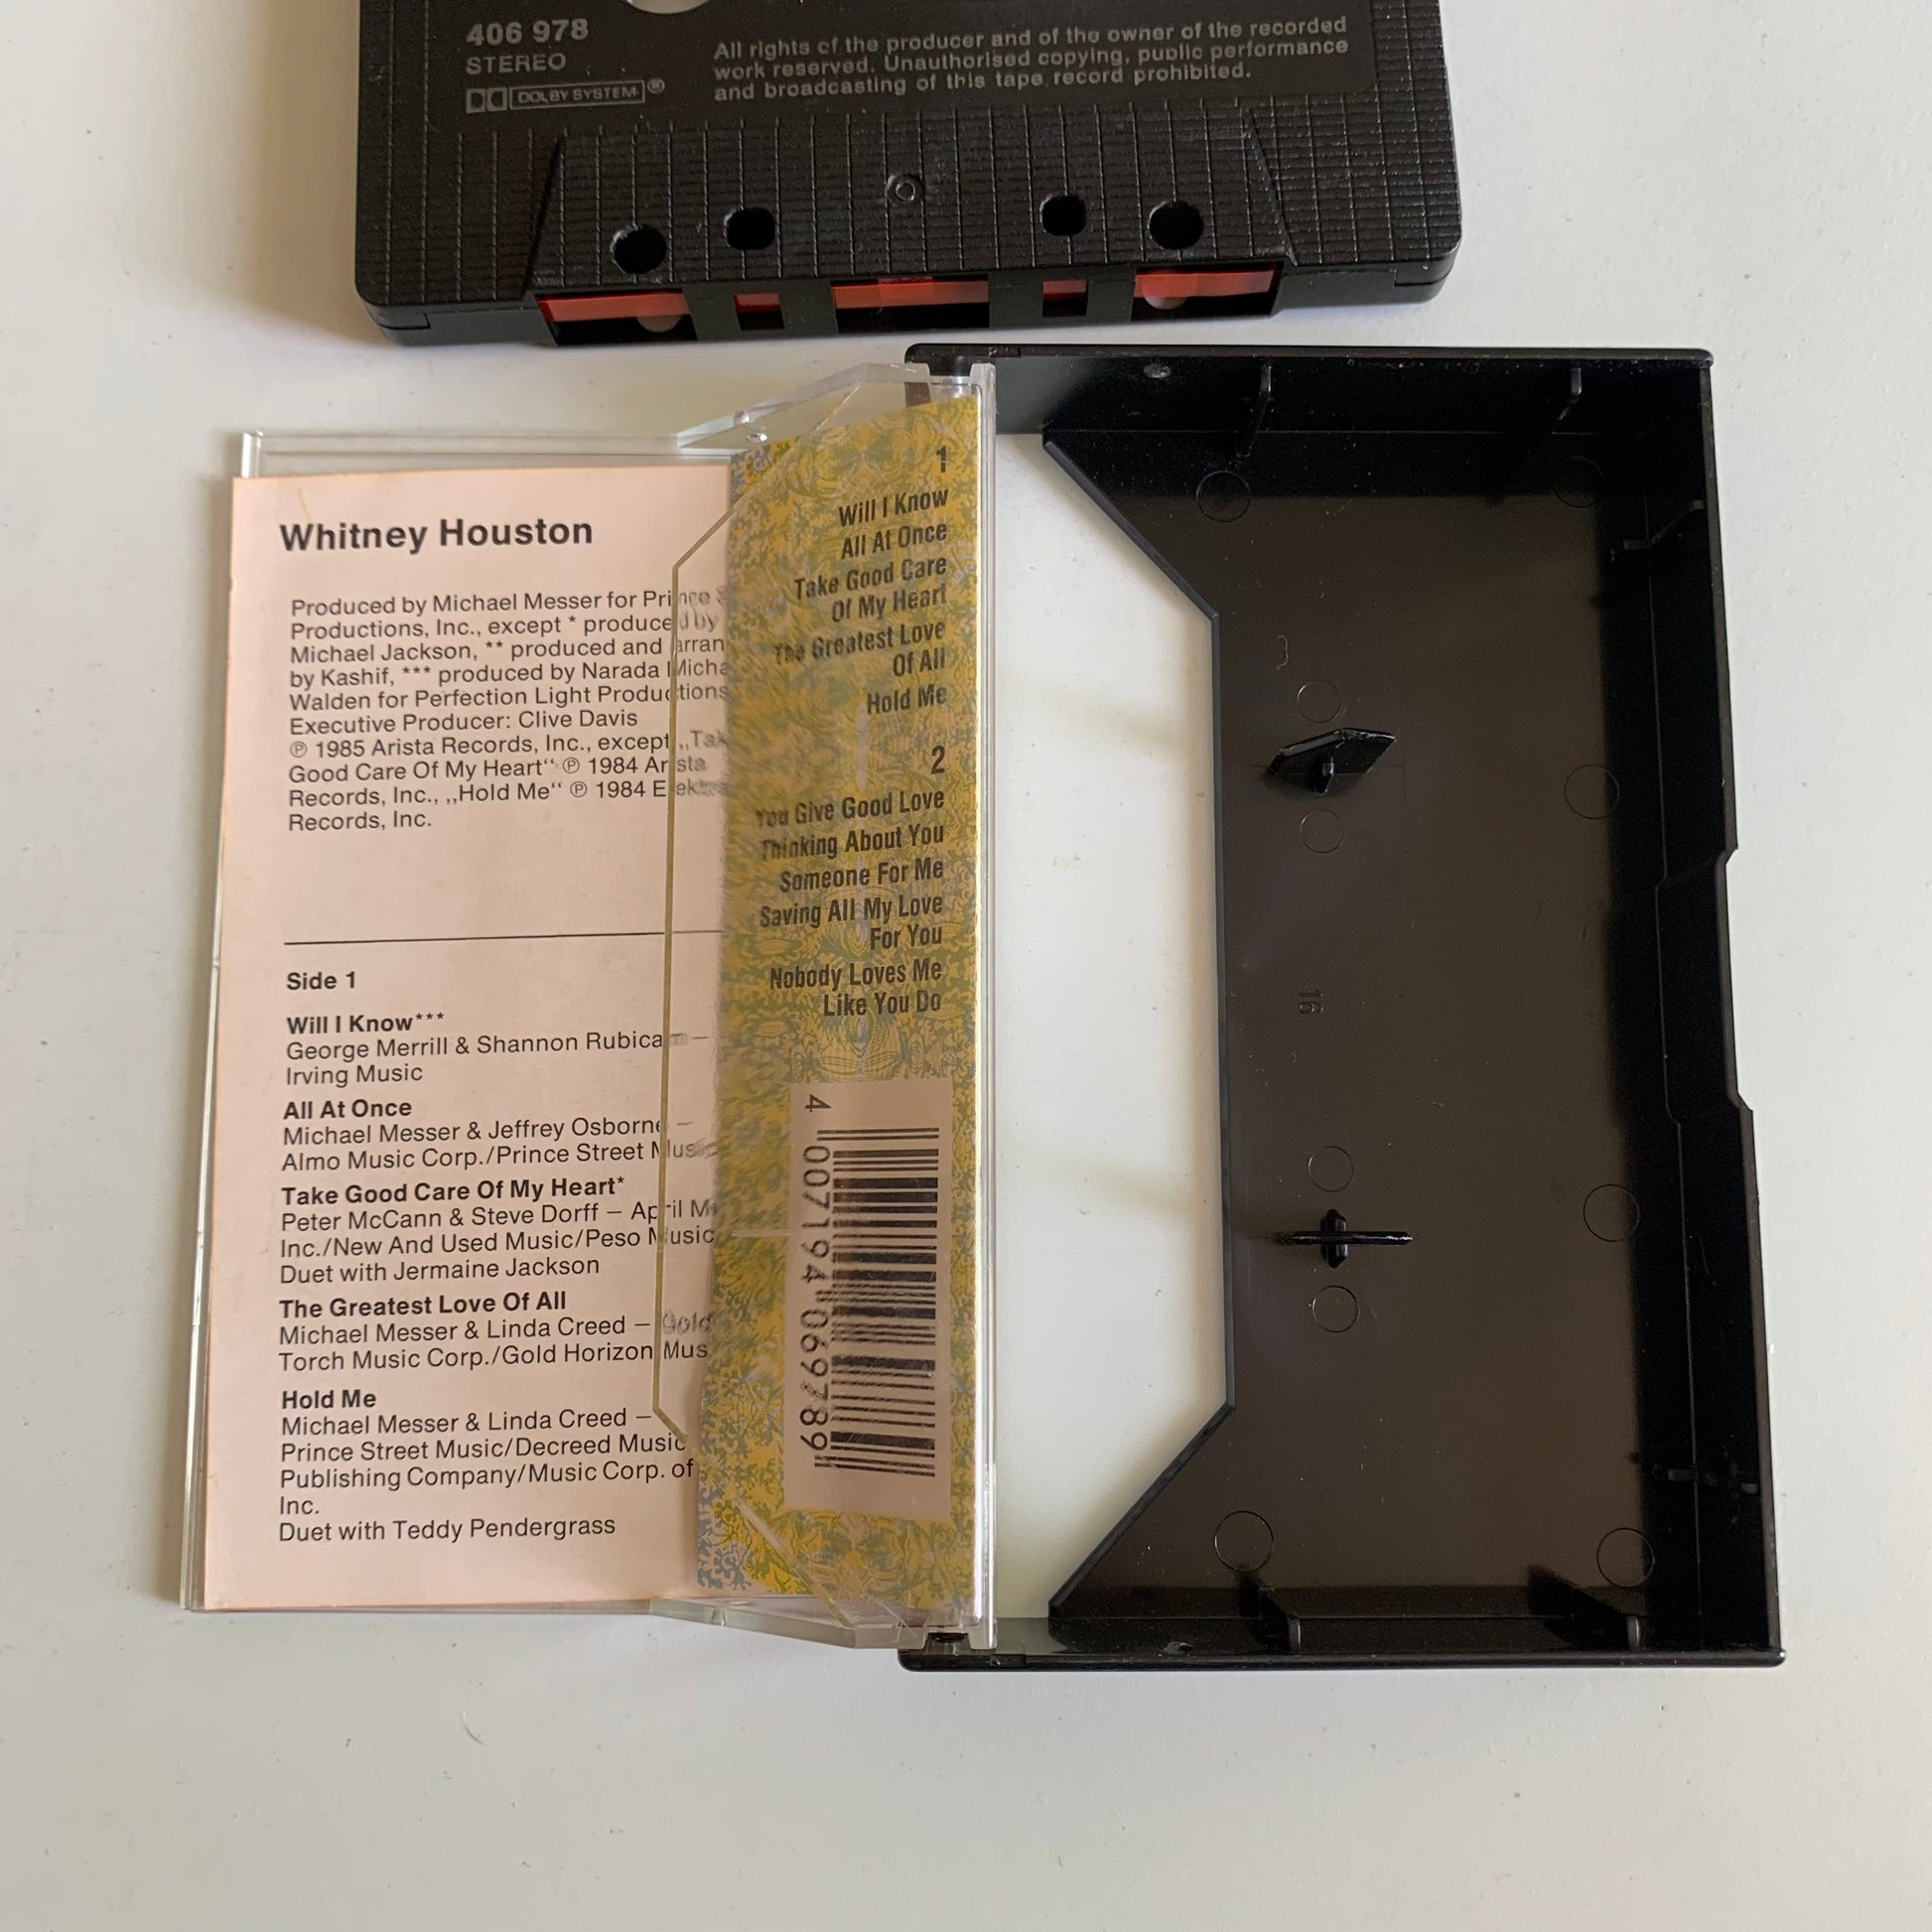 406 978
STEREO
DOLBY SYSTEM ®
All rights of the producer and of the owner of the recorded
work reserved. Unauthorised copying, public performance
and broadcasting of this tape record prohibited.
Whitney Houston
Produced by Michael Messer for Prince
Productions, Inc., except * produced by
Michael Jackson, ** produced and arran
by Kashif, *** produced by Narada Micha
Walden for Perfection Light Productions
Executive Producer: Clive Davis
℗ 1985 Arista Records, Inc., except „Tak
Good Care Of My Heart“ ℗ 1984 Arista
Records, Inc., „Hold Me“ ℗ 1984 Elektra
Records, Inc.
Side 1
Will I Know***
George Merrill & Shannon Rubicam –
Irving Music
All At Once
Michael Messer & Jeffrey Osborne –
Almo Music Corp./Prince Street Music
Take Good Care Of My Heart*
Peter McCann & Steve Dorff – April M
Inc./New And Used Music/Peso Music
Duet with Jermaine Jackson
The Greatest Love Of All
Michael Messer & Linda Creed – Gold
Torch Music Corp./Gold Horizon Mus
Hold Me
Michael Messer & Linda Creed –
Prince Street Music/Decreed Music
Publishing Company/Music Corp. of
Inc.
Duet with Teddy Pendergrass
1
Will I Know
All At Once
Take Good Care
Of My Heart
The Greatest Love
Of All
Hold Me
2
You Give Good Love
Thinking About You
Someone For Me
Saving All My Love
For You
Nobody Loves Me
Like You Do
4 007194 069789
16